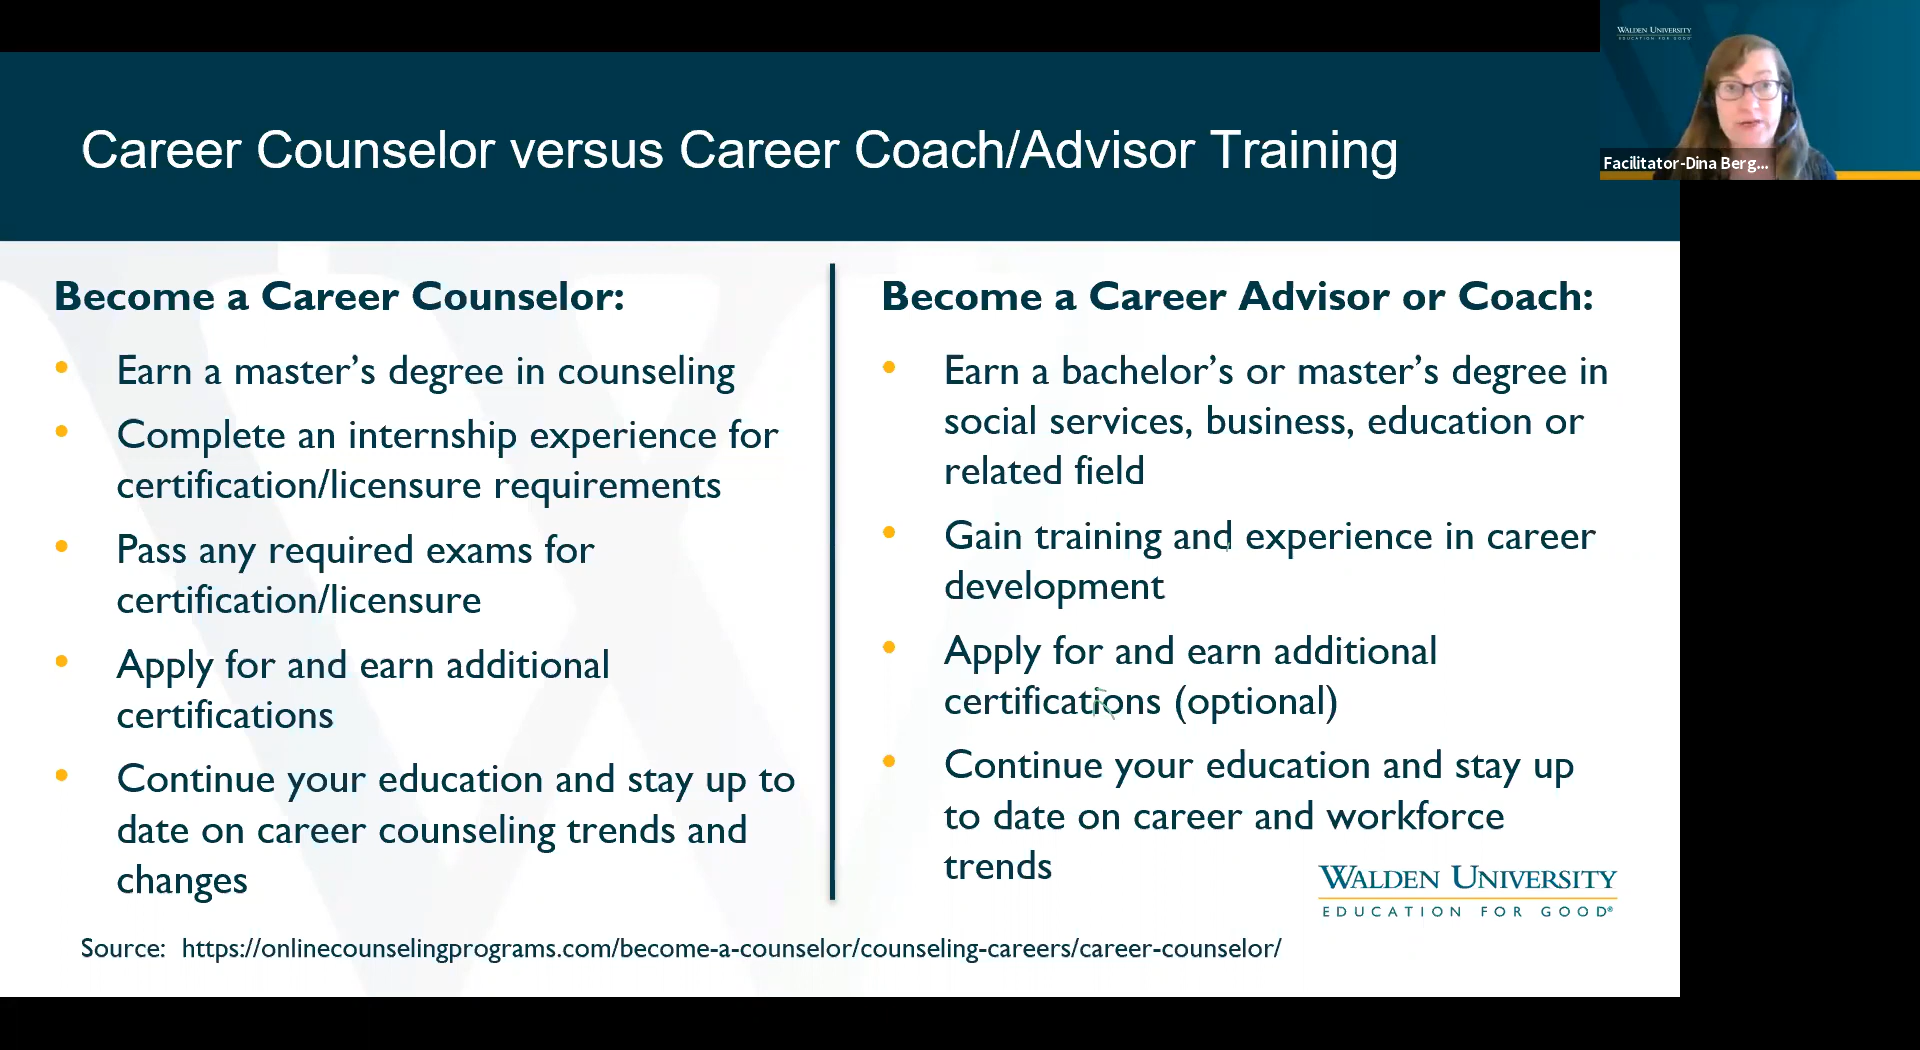 WALDEN UNIVERSITY
EDUCATION FOR GOOD
Facilitator-Dina Berg...
Career Counselor versus Career Coach/Advisor Training
Become a Career Counselor:
• Earn a master’s degree in counseling
• Complete an internship experience for
certification/licensure requirements
• Pass any required exams for
certification/licensure
• Apply for and earn additional
certifications
• Continue your education and stay up to
date on career counseling trends and
changes
Become a Career Advisor or Coach:
• Earn a bachelor’s or master’s degree in
social services, business, education or
related field
• Gain training and experience in career
development
• Apply for and earn additional
certifications (optional)
• Continue your education and stay up
to date on career and workforce
trends
WALDEN UNIVERSITY
EDUCATION FOR GOOD®
Source: https://onlinecounselingprograms.com/become-a-counselor/counseling-careers/career-counselor/